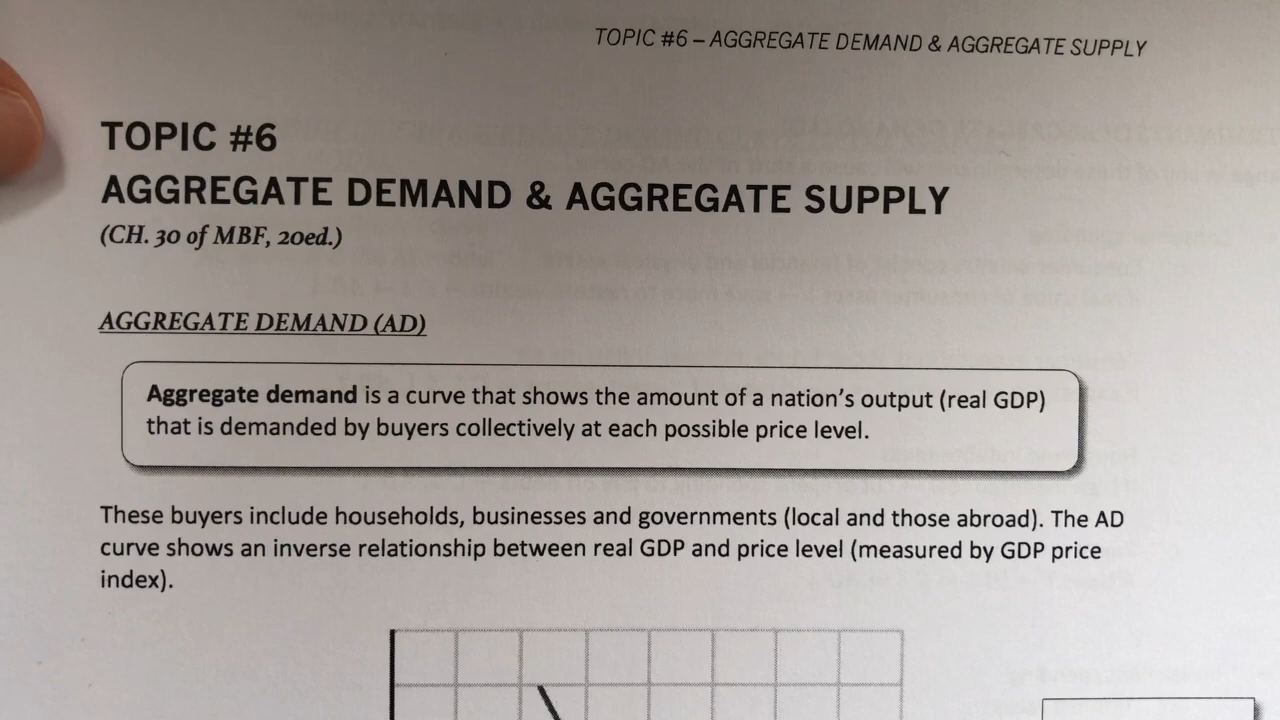 TOPIC #6 – AGGREGATE DEMAND & AGGREGATE SUPPLY
TOPIC #6
AGGREGATE DEMAND & AGGREGATE SUPPLY
(CH. 30 of MBF, 20ed.)
AGGREGATE DEMAND (AD)
Aggregate demand is a curve that shows the amount of a nation's output (real GDP)
that is demanded by buyers collectively at each possible price level.
These buyers include households, businesses and governments (local and those abroad). The AD
curve shows an inverse relationship between real GDP and price level (measured by GDP price
index).